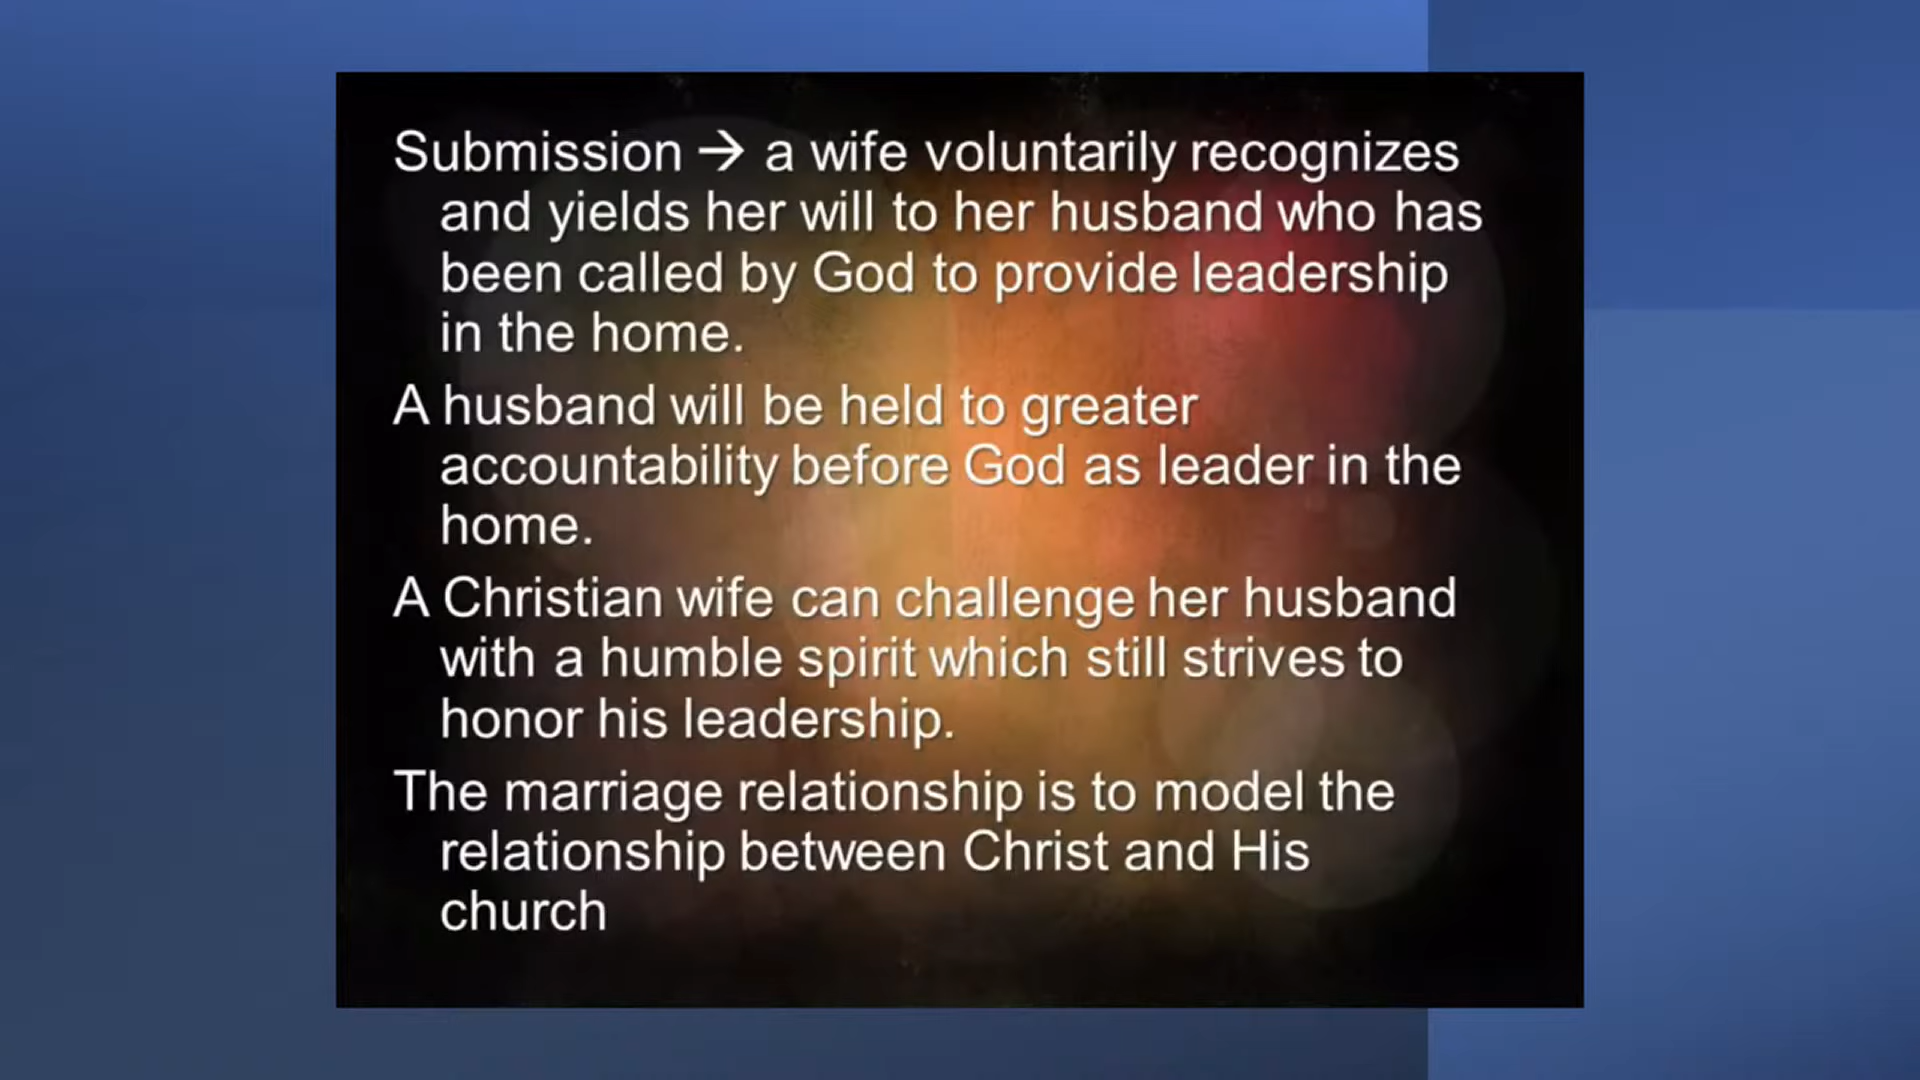 Submission → a wife voluntarily recognizes
and yields her will to her husband who has
been called by God to provide leadership
in the home.
A husband will be held to greater
accountability before God as leader in the
home.
A Christian wife can challenge her husband
with a humble spirit which still strives to
honor his leadership.
The marriage relationship is to model the
relationship between Christ and His
church